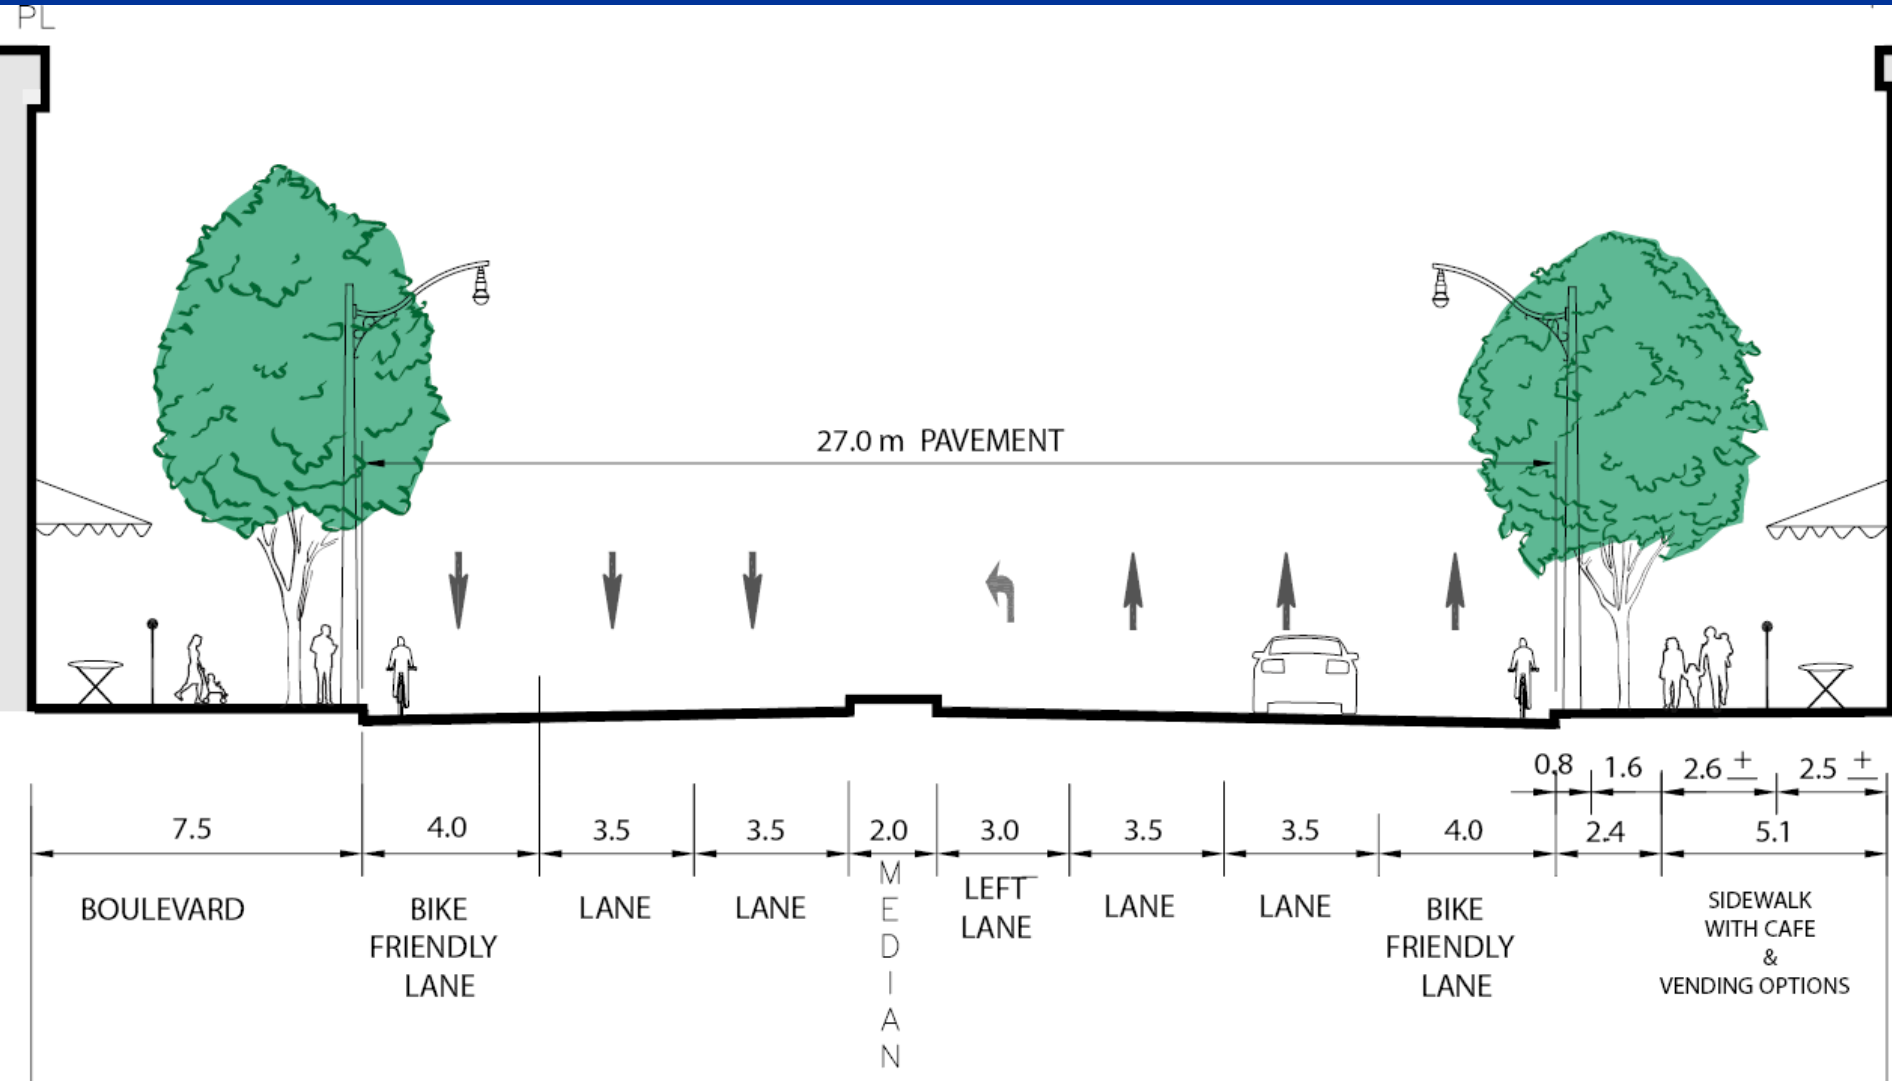 PL
27.0 m PAVEMENT
0.8 1.6 2.6 ± 2.5 ±
7.5 4.0 3.5 3.5 2.0 3.0 3.5 3.5 4.0 2.4 5.1
BOULEVARD
BIKE
FRIENDLY
LANE
LANE
LANE
MEDIAN
LEFT
LANE
LANE
LANE
BIKE
FRIENDLY
LANE
SIDEWALK
WITH CAFE
&
VENDING OPTIONS